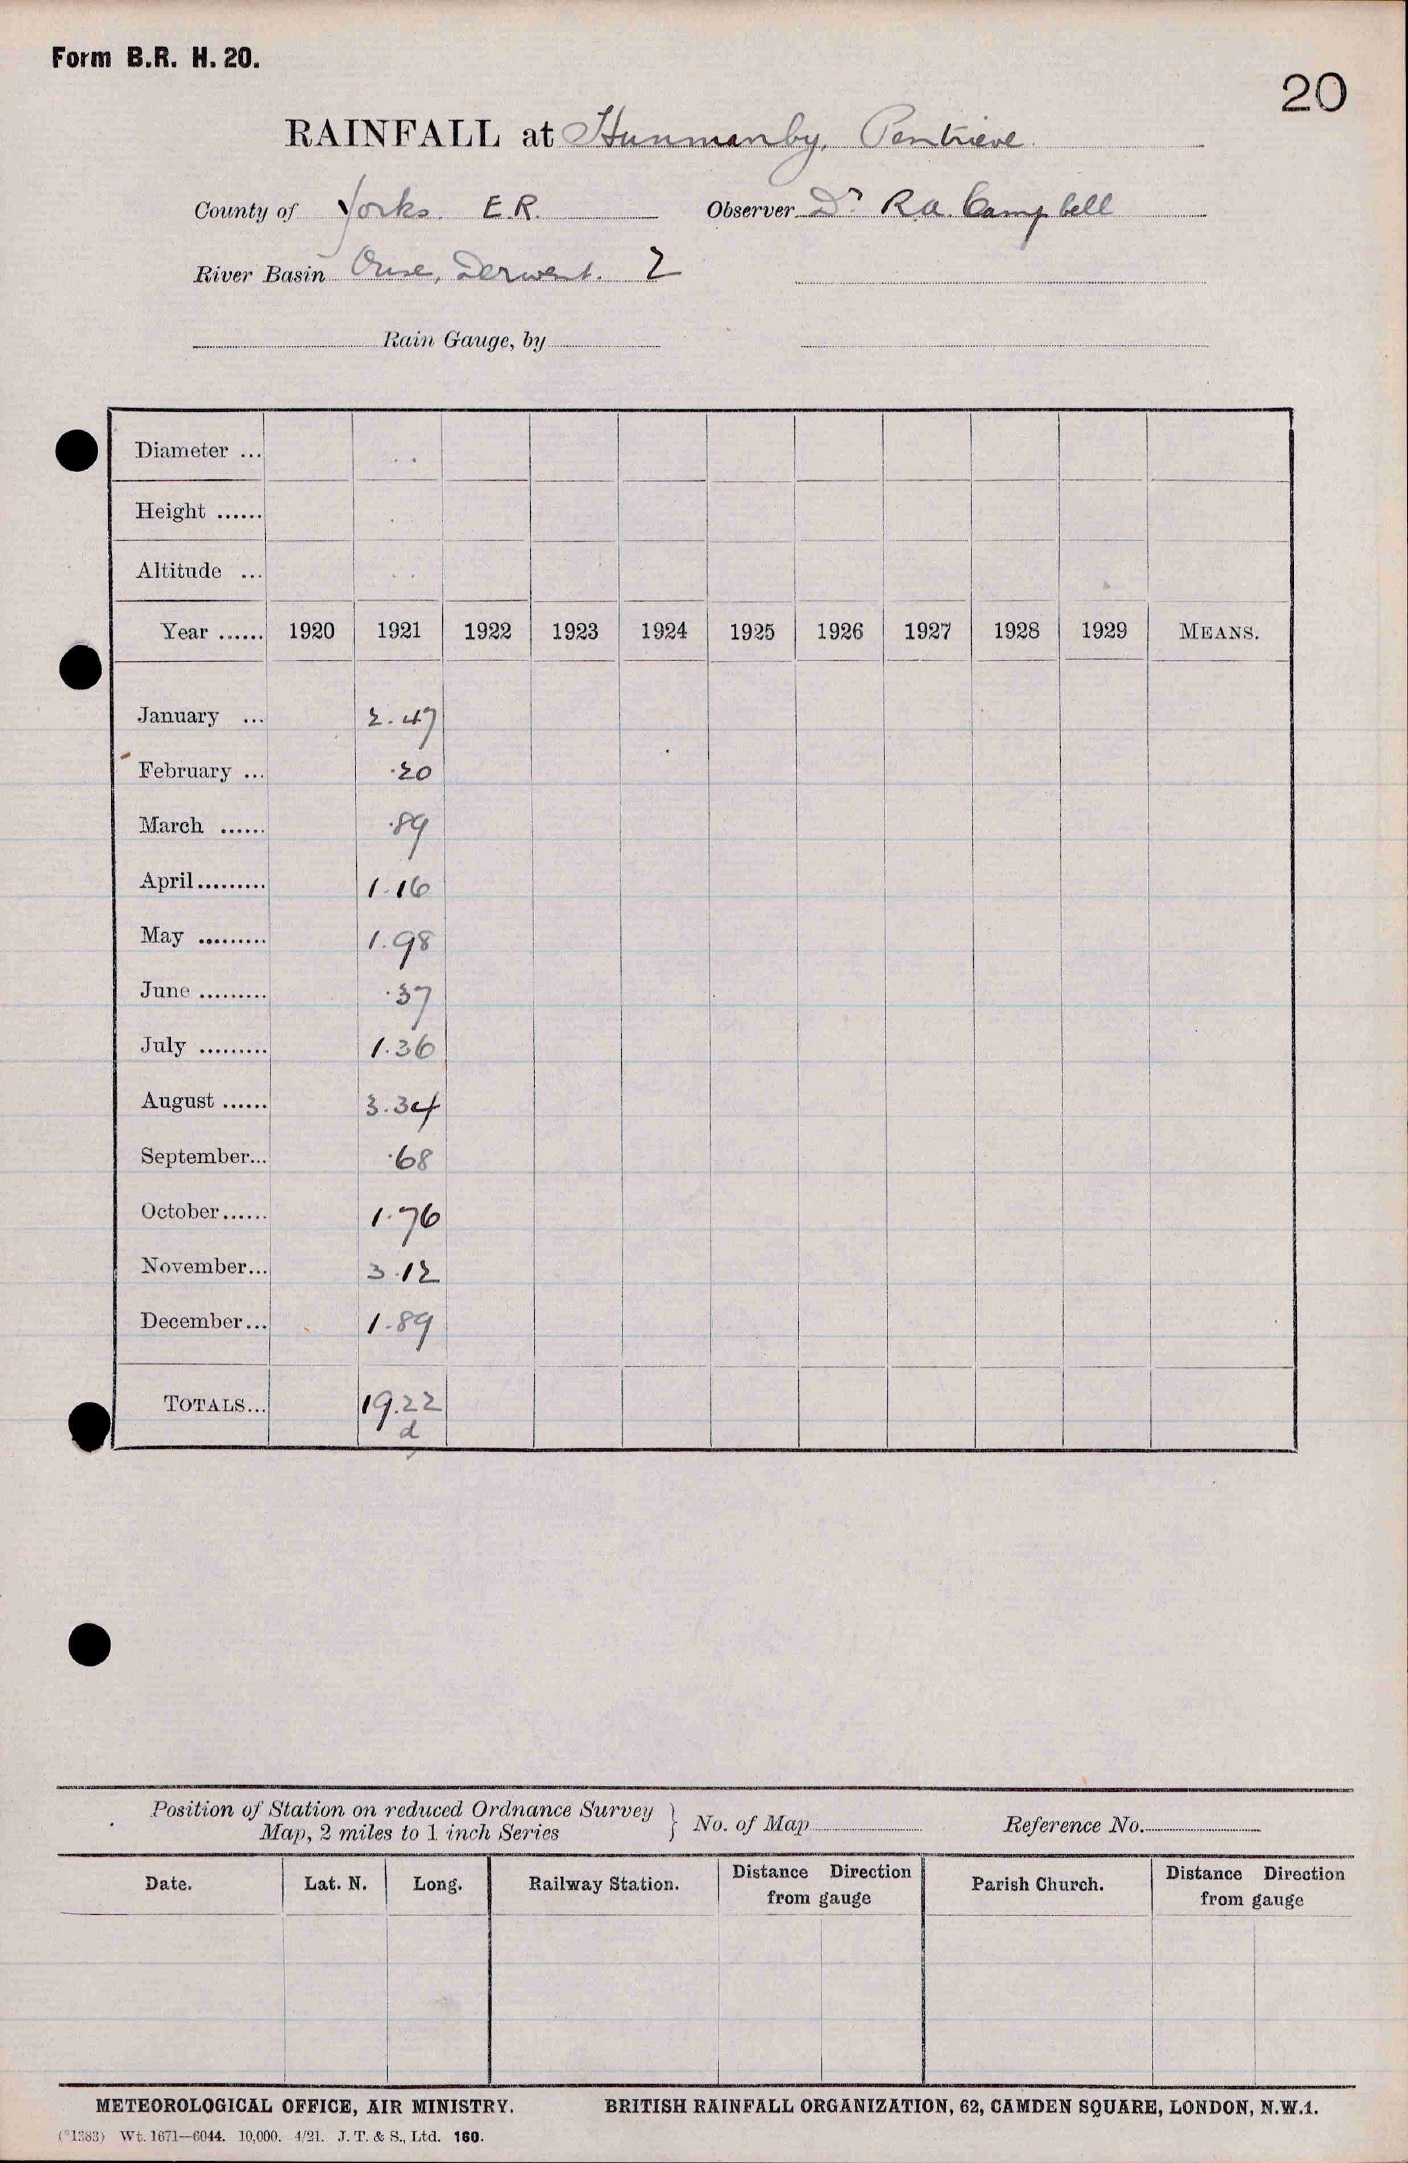 Form B.R. H. 20.
20
RAINFALL at Hunmanby, Pentrieve
County of Yorks. E.R. Observer Dr R.A. Campbell
River Basin Ouse, Derwent. 2
Rain Gauge, by
Diameter ...
Height ......
Altitude ...
Year ...... 1920 1921 1922 1923 1924 1925 1926 1927 1928 1929 MEANS.
January ... 2.47
February ... .20
March ...... .89
April......... 1.16
May ......... 1.98
June ......... .37
July ......... 1.36
August ...... 3.34
September... .68
October...... 1.76
November... 3.12
December... 1.89
TOTALS... 19.22
d
Position of Station on reduced Ordnance Survey
Map, 2 miles to 1 inch Series } No. of Map Reference No.
Date. Lat. N. Long. Railway Station. Distance Direction from gauge Parish Church. Distance Direction from gauge
METEOROLOGICAL OFFICE, AIR MINISTRY. BRITISH RAINFALL ORGANIZATION, 62, CAMDEN SQUARE, LONDON, N.W.1.
(*1383) Wt. 1671—6044. 10,000. 4/21. J. T. & S., Ltd. 160.